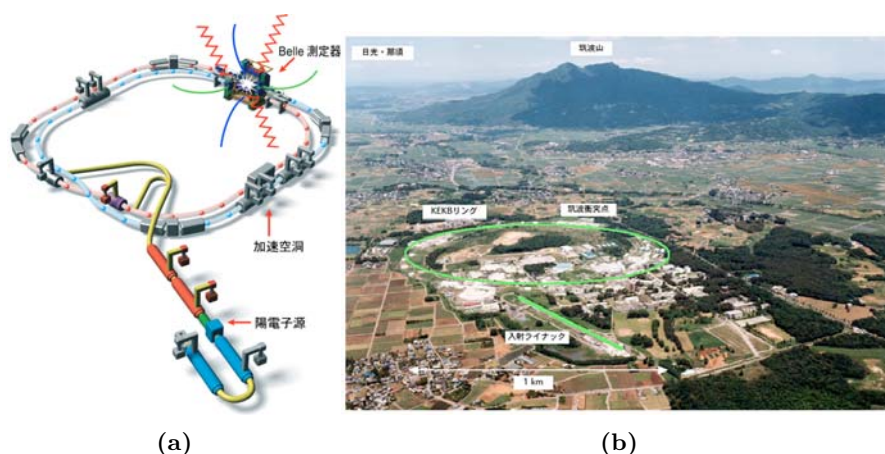 Belle 測定器
加速空洞
陽電子源
(a)
日光・那須
筑波山
KEKBリング
筑波衝突点
入射ライナック
1 km
(b)